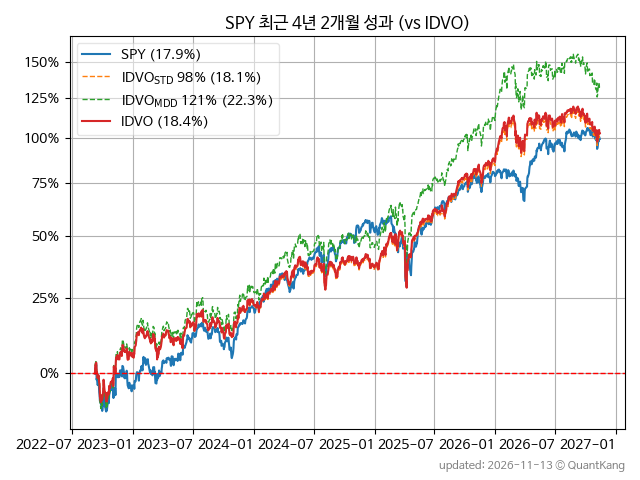 SPY 최근 4년 2개월 성과 (vs IDVO)
SPY (17.9%)
IDVO_STD 98% (18.1%)
IDVO_MDD 121% (22.3%)
IDVO (18.4%)
150%
125%
100%
75%
50%
25%
0%
2022-07 2023-01 2023-07 2024-01 2024-07 2025-01 2025-07 2026-01 2026-07 2027-01
updated: 2026-11-13 © QuantKang